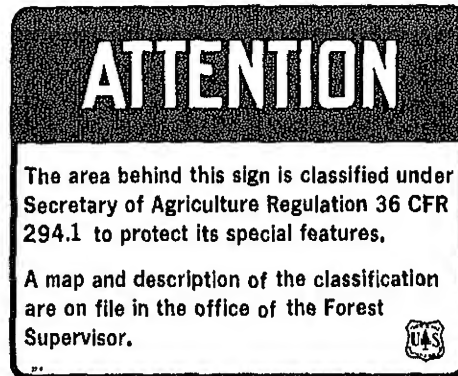 ATTENTION
The area behind this sign is classified under
Secretary of Agriculture Regulation 36 CFR
294.1 to protect its special features.
A map and description of the classification
are on file in the office of the Forest
Supervisor.
U S